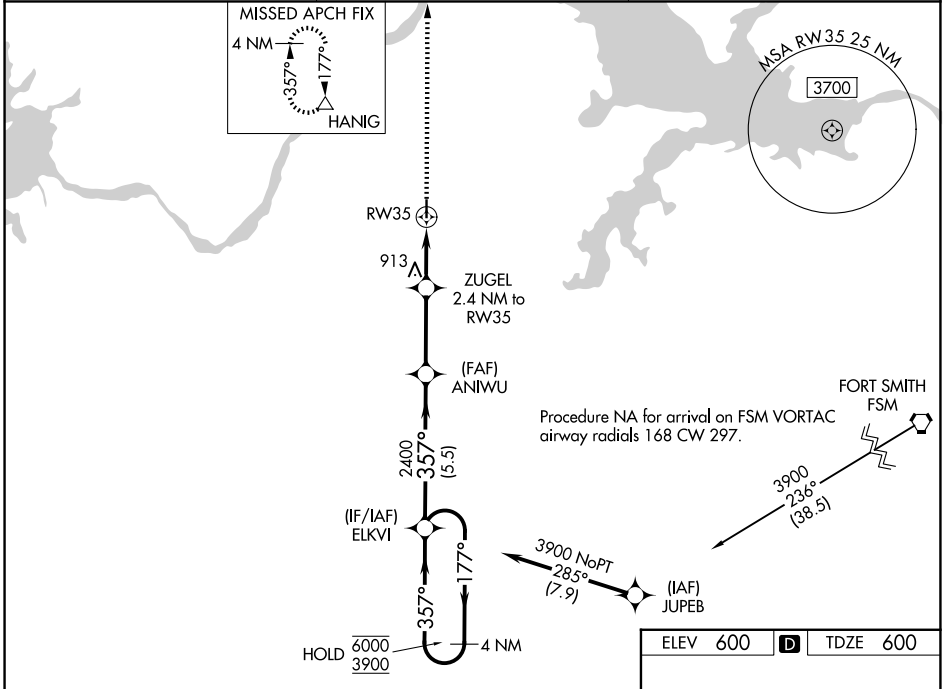 MISSED APCH FIX
4 NM
357°
177°
HANIG
MSA RW35 25 NM
3700
RW35
913
ZUGEL
2.4 NM to
RW35
(FAF)
ANIWU
FORT SMITH
FSM
Procedure NA for arrival on FSM VORTAC
airway radials 168 CW 297.
2400
357°
(5.5)
3900
236°
(38.5)
(IF/IAF)
ELKVI
3900 NoPT
285°
(7.9)
177°
357°
(IAF)
JUPEB
HOLD
6000
3900
4 NM
ELEV 600
D
TDZE 600